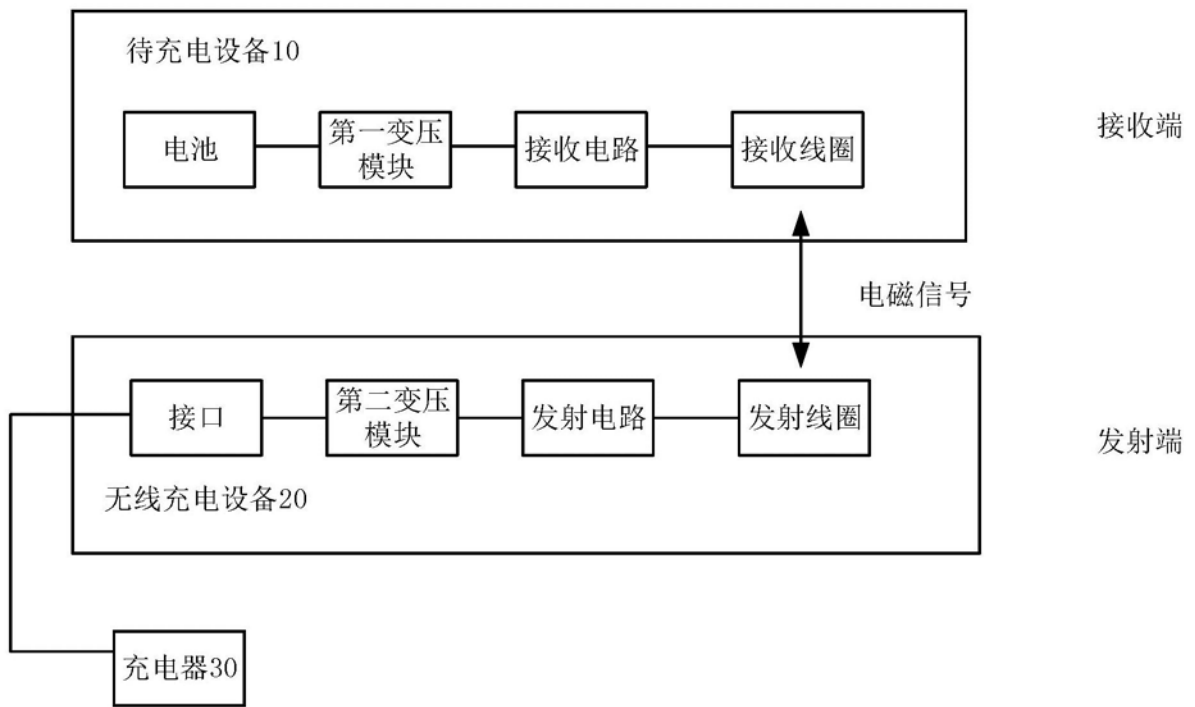 待充电设备10
电池
第一变压
模块
接收电路
接收线圈
接收端
电磁信号
接口
第二变压
模块
发射电路
发射线圈
发射端
无线充电设备20
充电器30